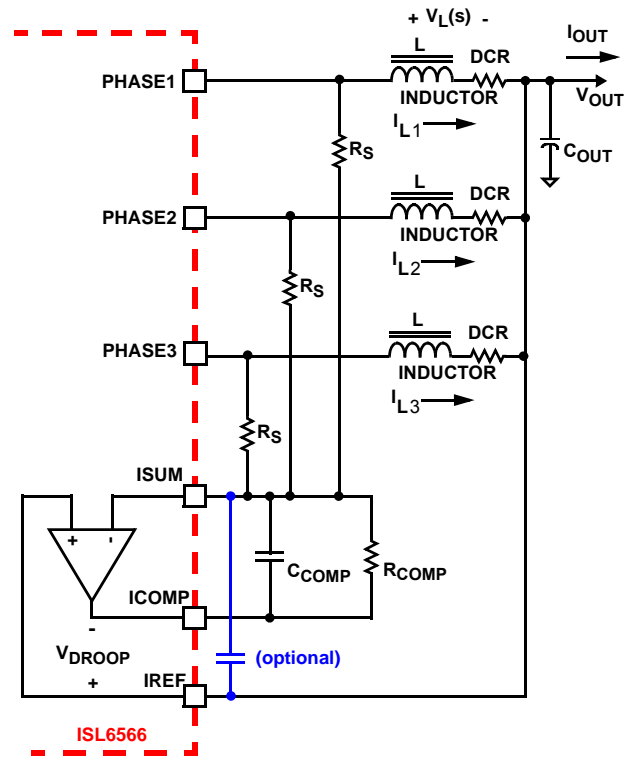 + VL(s) -
IOUT
L
DCR
PHASE1
INDUCTOR
VOUT
IL1
COUT
RS
L
DCR
PHASE2
INDUCTOR
IL2
RS
L
DCR
PHASE3
INDUCTOR
IL3
RS
ISUM
+ -
CCOMP
RCOMP
ICOMP
-
VDROOP
(optional)
+
IREF
ISL6566